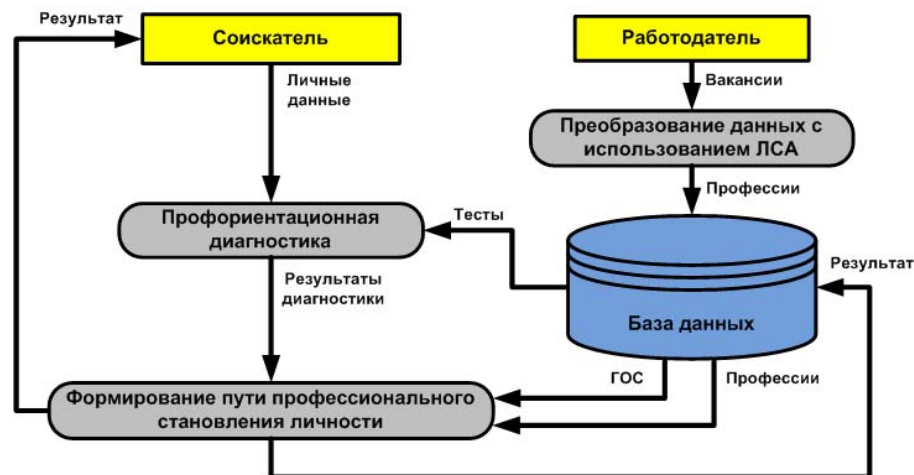 Результат
Соискатель
Работодатель
Личные
данные
Вакансии
Преобразование данных с
использованием ЛСА
Профессии
Профориентационная
диагностика
Тесты
Результат
Результаты
диагностики
База данных
ГОС
Профессии
Формирование пути профессионального
становления личности